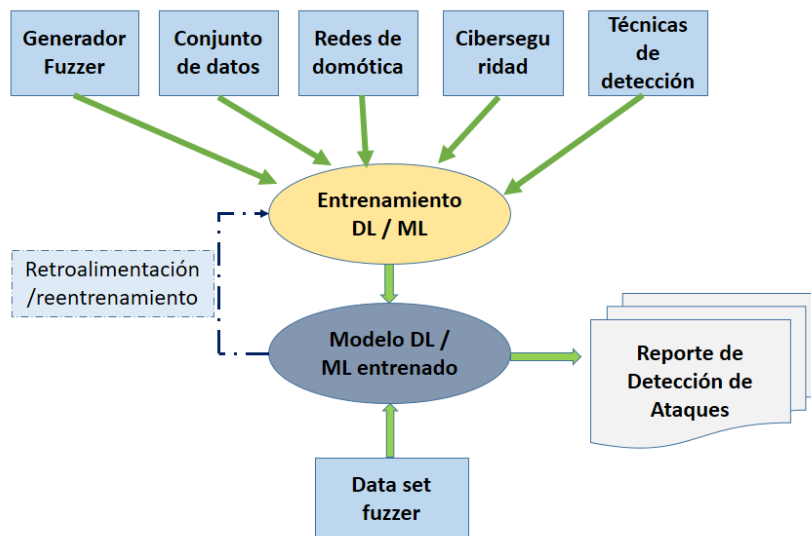 Generador
Fuzzer
Conjunto
de datos
Redes de
domótica
Ciberségu
ridad
Técnicas
de
detección
Entrenamiento
DL / ML
Retroalimentación
/reentrenamiento
Modelo DL /
ML entrenado
Reporte de
Detección de
Ataques
Data set
fuzzer